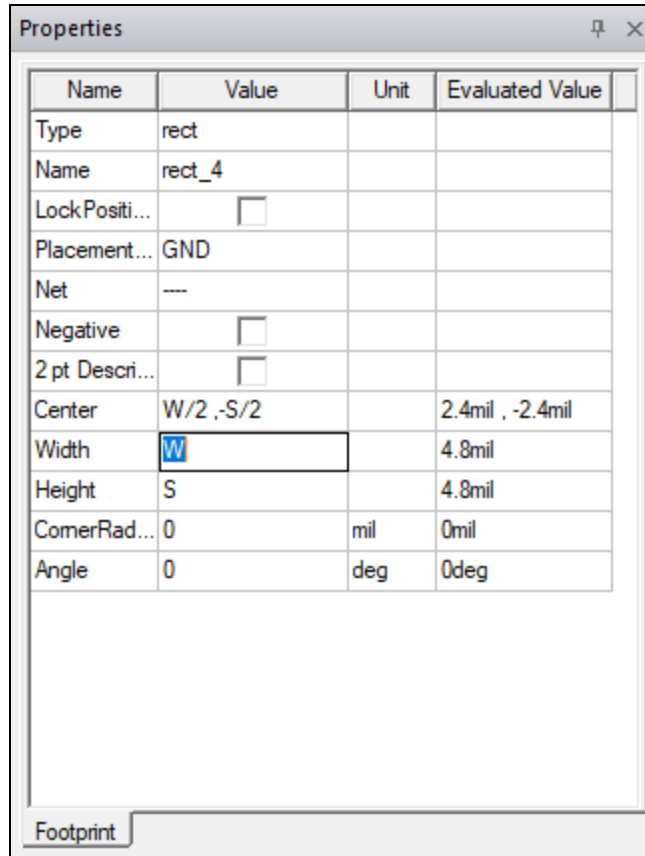 Properties
Name Value Unit Evaluated Value
Type rect
Name rect_4
LockPositi...
Placement... GND
Net ----
Negative
2 pt Descri...
Center W/2 ,-S/2 2.4mil , -2.4mil
Width W 4.8mil
Height S 4.8mil
CornerRad... 0 mil 0mil
Angle 0 deg 0deg
Footprint